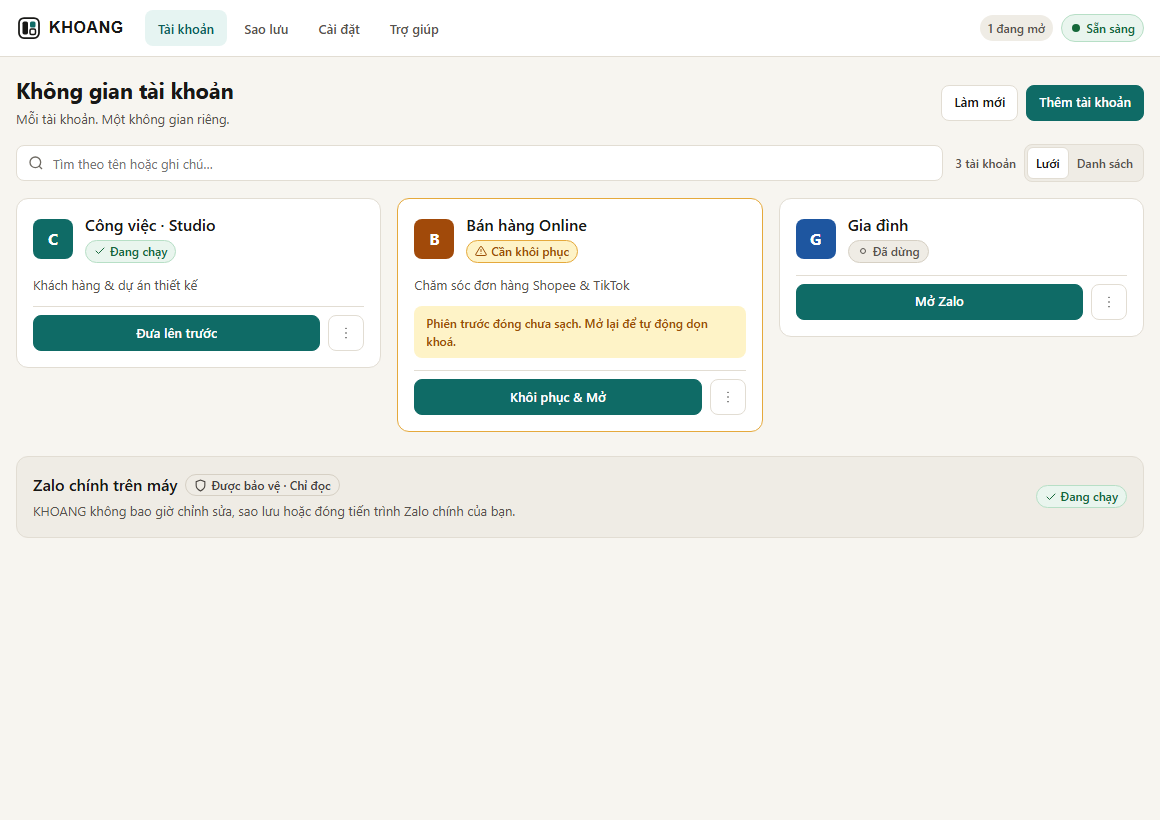 KHOANG
Tài khoản
Sao lưu
Cài đặt
Trợ giúp
1 đang mở
Sẵn sàng
Không gian tài khoản
Mỗi tài khoản. Một không gian riêng.
Làm mới
Thêm tài khoản
Tìm theo tên hoặc ghi chú...
3 tài khoản
Lưới
Danh sách
C
Công việc · Studio
Đang chạy
Khách hàng & dự án thiết kế
Đưa lên trước
B
Bán hàng Online
Cần khôi phục
Chăm sóc đơn hàng Shopee & TikTok
Phiên trước đóng chưa sạch. Mở lại để tự động dọn
khoá.
Khôi phục & Mở
G
Gia đình
Đã dừng
Mở Zalo
Zalo chính trên máy
Được bảo vệ · Chỉ đọc
KHOANG không bao giờ chỉnh sửa, sao lưu hoặc đóng tiến trình Zalo chính của bạn.
Đang chạy